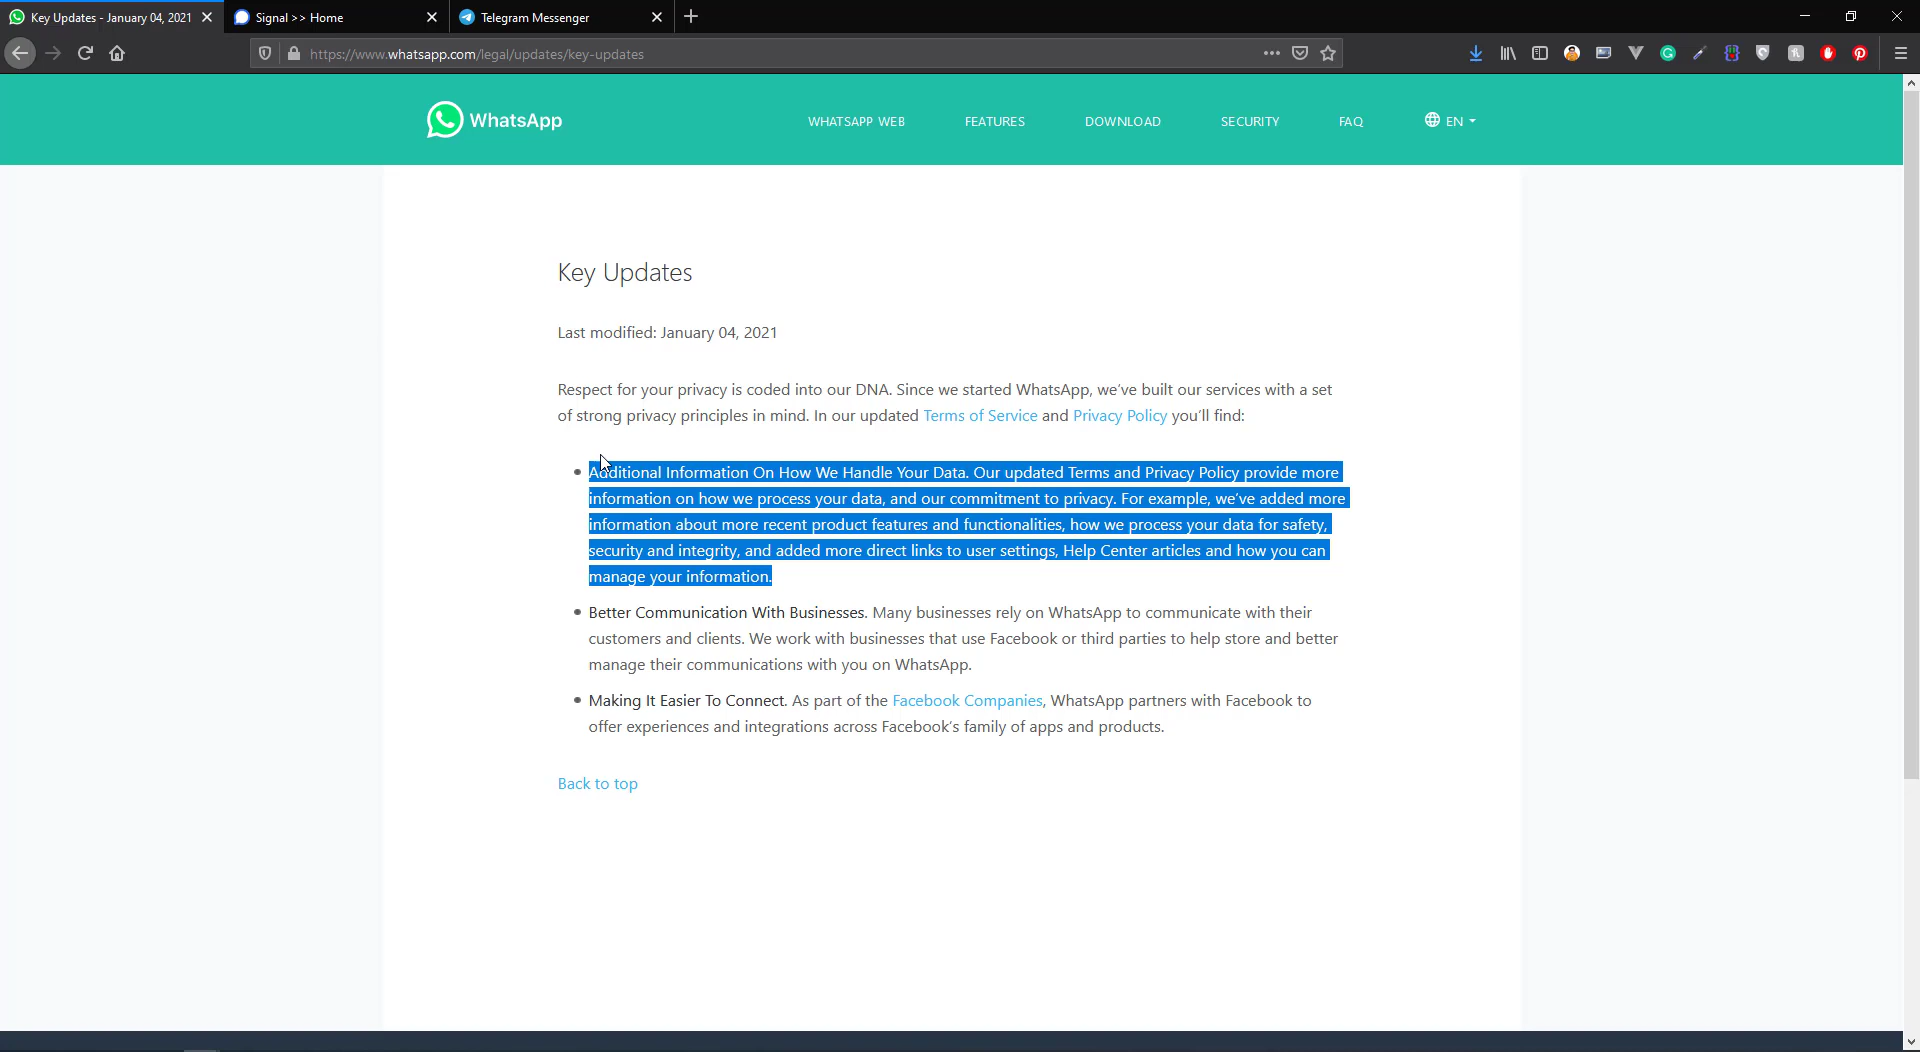 Key Updates - January 04, 2021
Signal >> Home
Telegram Messenger
https://www.whatsapp.com/legal/updates/key-updates
WhatsApp
WHATSAPP WEB
FEATURES
DOWNLOAD
SECURITY
FAQ
EN
Key Updates
Last modified: January 04, 2021
Respect for your privacy is coded into our DNA. Since we started WhatsApp, we've built our services with a set
of strong privacy principles in mind. In our updated Terms of Service and Privacy Policy you'll find:
Additional Information On How We Handle Your Data. Our updated Terms and Privacy Policy provide more
information on how we process your data, and our commitment to privacy. For example, we've added more
information about more recent product features and functionalities, how we process your data for safety,
security and integrity, and added more direct links to user settings, Help Center articles and how you can
manage your information.
Better Communication With Businesses. Many businesses rely on WhatsApp to communicate with their
customers and clients. We work with businesses that use Facebook or third parties to help store and better
manage their communications with you on WhatsApp.
Making It Easier To Connect. As part of the Facebook Companies, WhatsApp partners with Facebook to
offer experiences and integrations across Facebook's family of apps and products.
Back to top